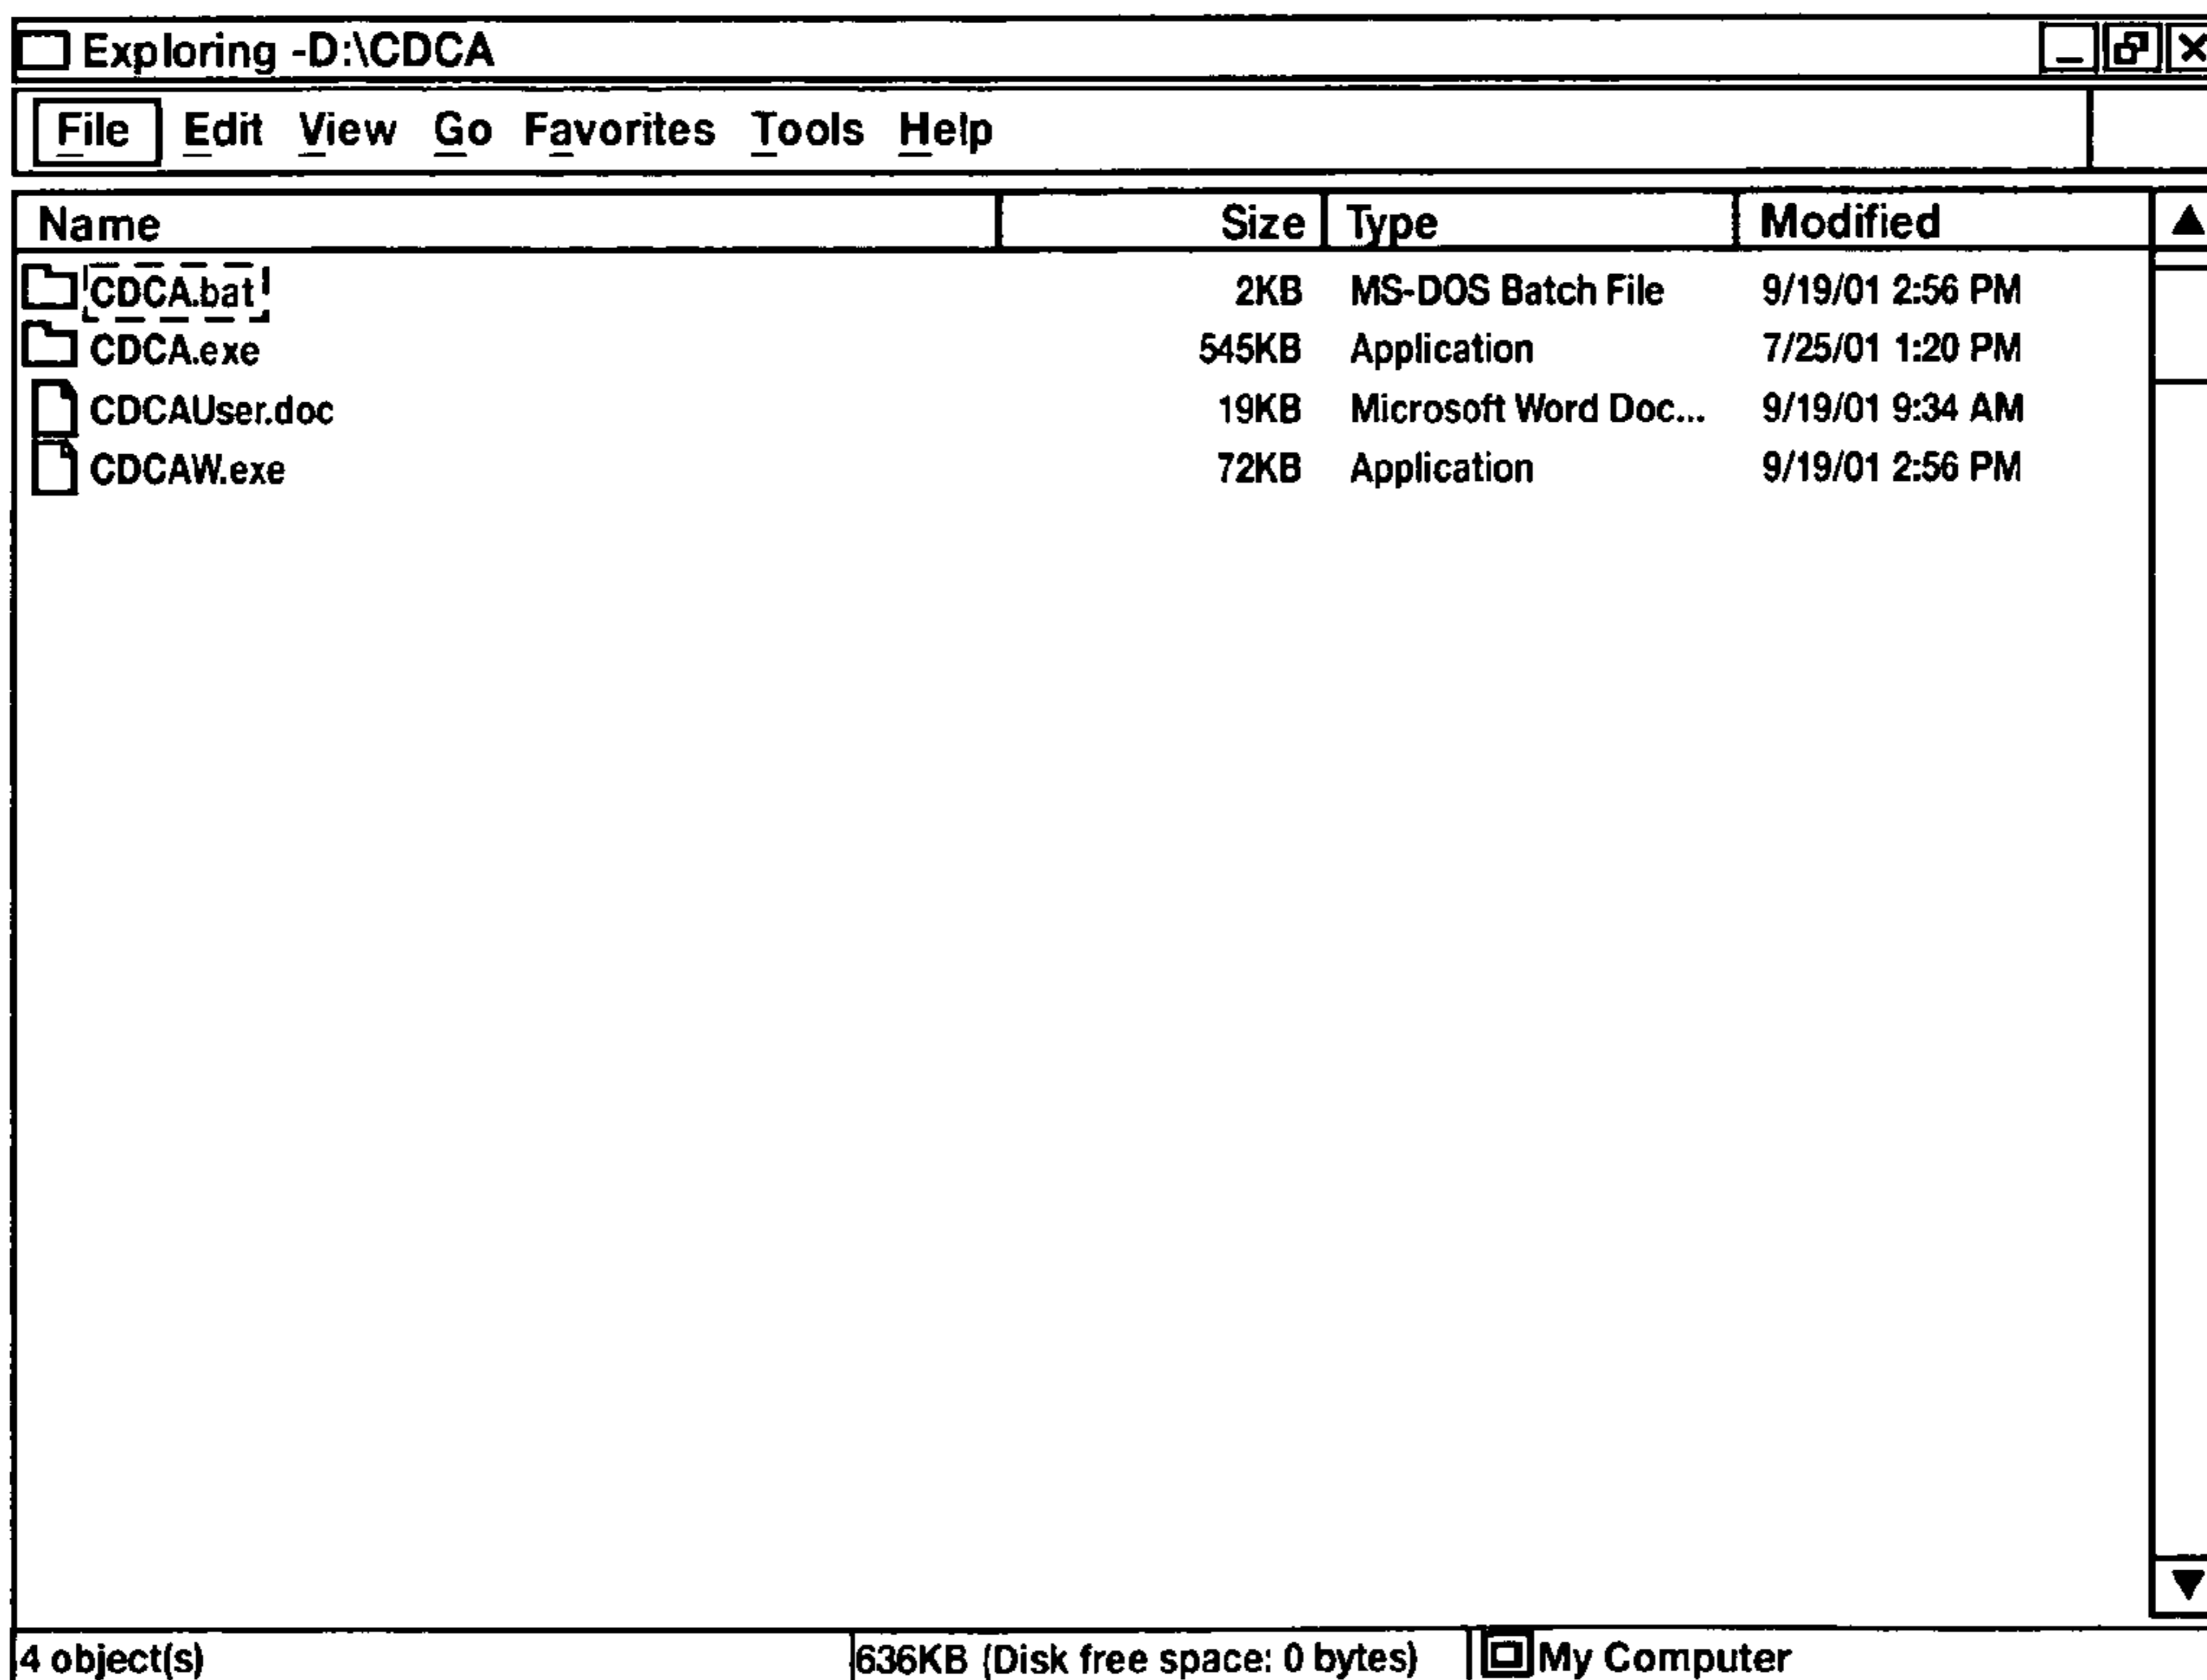 Exploring -D:\CDCA
File Edit View Go Favorites Tools Help
Name Size Type Modified
CDCA.bat 2KB MS-DOS Batch File 9/19/01 2:56 PM
CDCA.exe 545KB Application 7/25/01 1:20 PM
CDCAUser.doc 19KB Microsoft Word Doc... 9/19/01 9:34 AM
CDCAW.exe 72KB Application 9/19/01 2:56 PM
4 object(s) 636KB (Disk free space: 0 bytes) My Computer